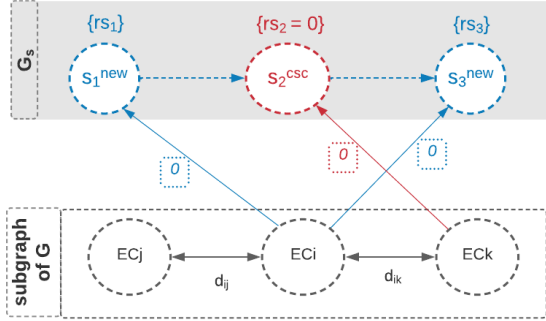 {rs₁} {rs₂ = 0} {rs₃}
Gₛ
s₁ⁿᵉʷ s₂ᶜˢᶜ s₃ⁿᵉʷ
0 0 0
subgraph
of G
ECj ECi ECk
dᵢⱼ dᵢₖ